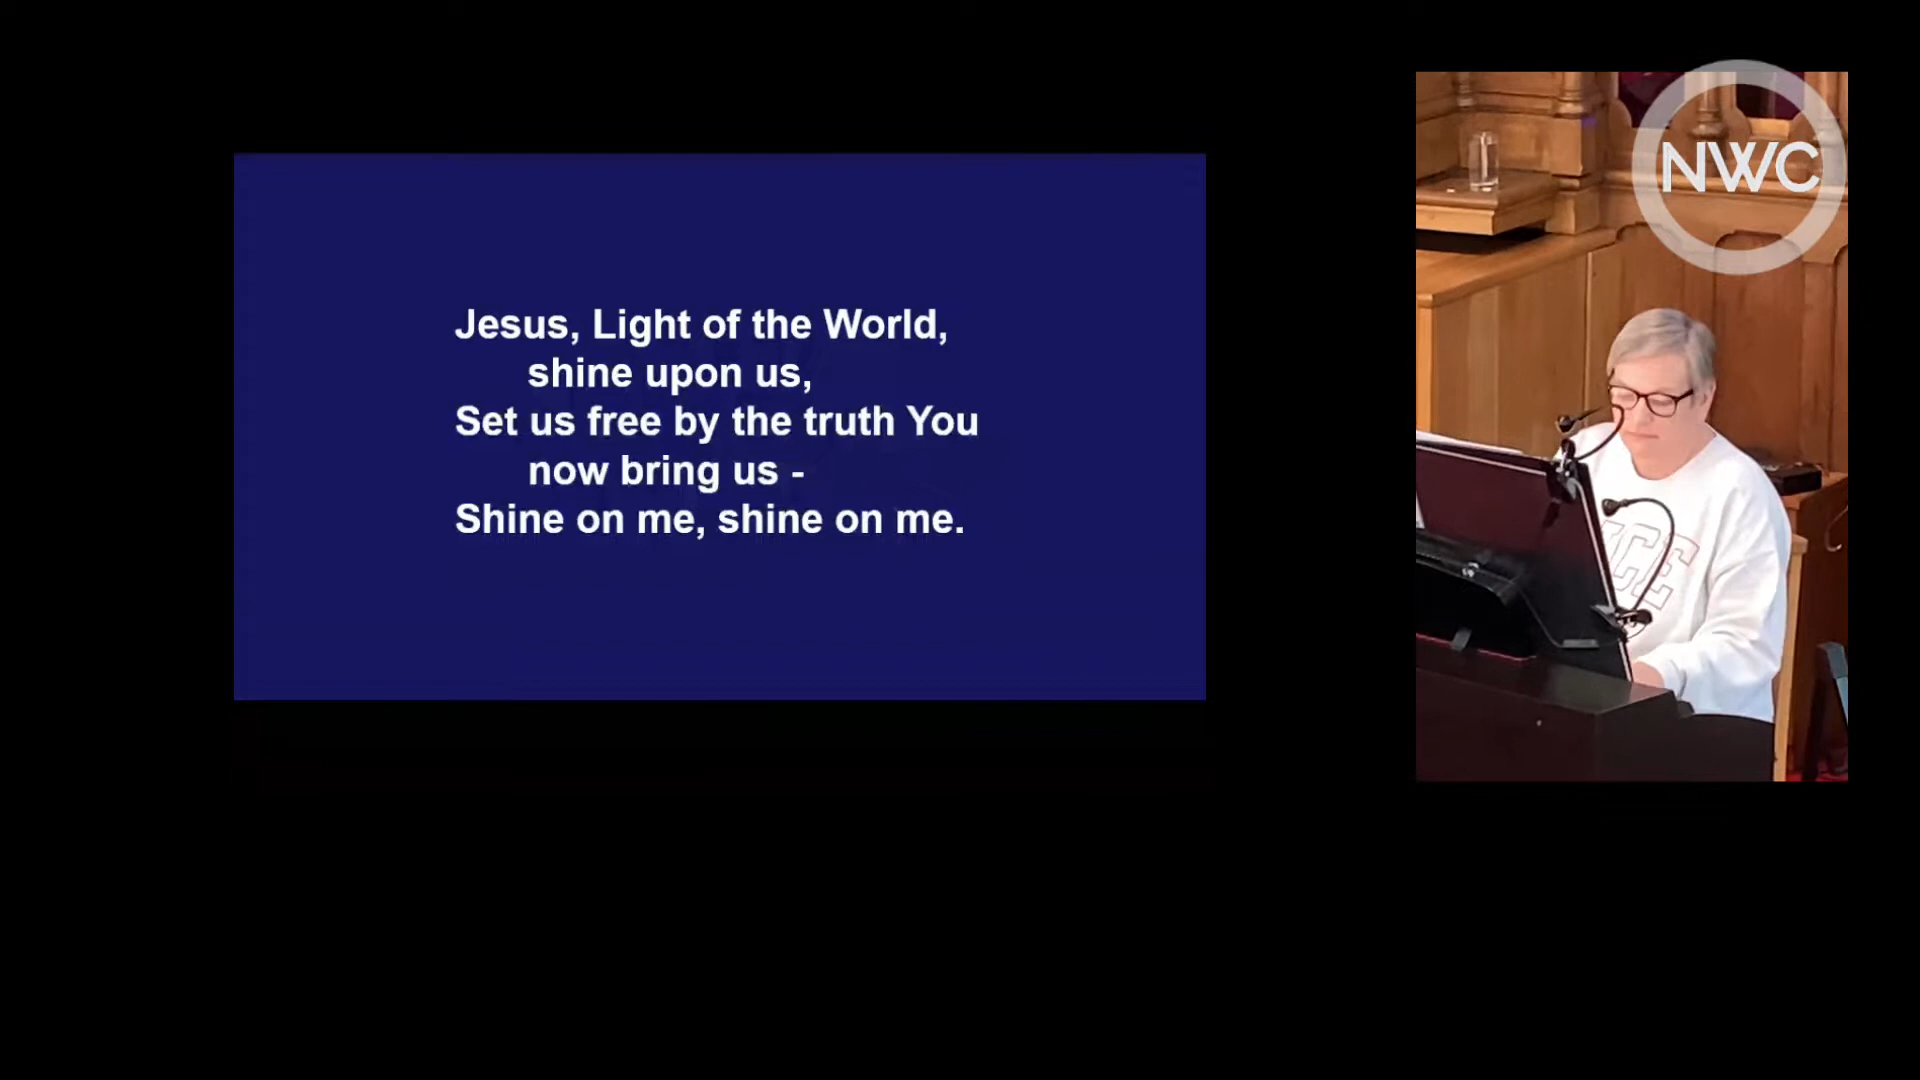 Jesus, Light of the World,
shine upon us,
Set us free by the truth You
now bring us -
Shine on me, shine on me.
NWC